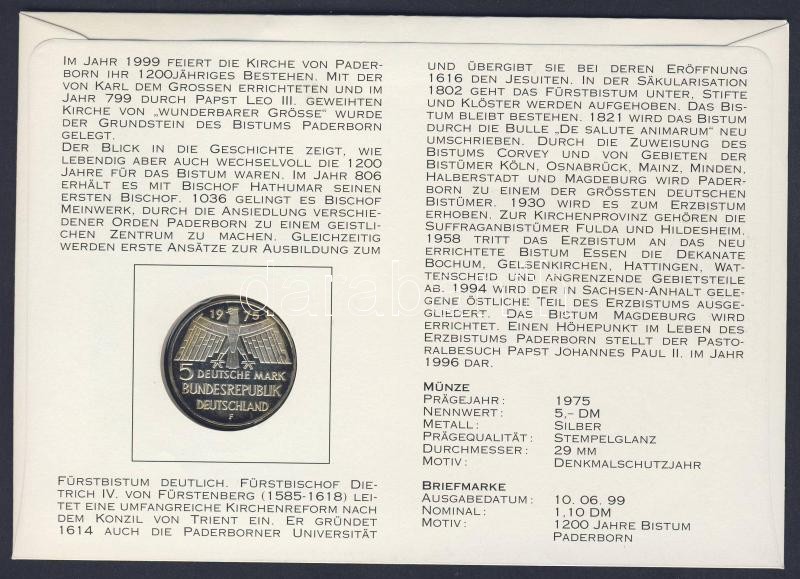 IM JAHR 1999 FEIERT DIE KIRCHE VON PADER-
BORN IHR 1200JÄHRIGES BESTEHEN. MIT DER
VON KARL DEM GROSSEN ERRICHTETEN UND IM
JAHR 799 DURCH PAPST LEO III. GEWEIHTEN
KIRCHE VON „WUNDERBARER GRÖSSE" WURDE
DER GRUNDSTEIN DES BISTUMS PADERBORN
GELEGT.
DER BLICK IN DIE GESCHICHTE ZEIGT, WIE
LEBENDIG ABER AUCH WECHSELVOLL DIE 1200
JAHRE FÜR DAS BISTUM WAREN. IM JAHR 806
ERHÄLT ES MIT BISCHOF HATHUMAR SEINEN
ERSTEN BISCHOF. 1036 GELINGT ES BISCHOF
MEINWERK, DURCH DIE ANSIEDLUNG VERSCHIE-
DENER ORDEN PADERBORN ZU EINEM GEISTLI-
CHEN ZENTRUM ZU MACHEN. GLEICHZEITIG
WERDEN ERSTE ANSÄTZE ZUR AUSBILDUNG ZUM
1975
5 DEUTSCHE MARK
BUNDESREPUBLIK
DEUTSCHLAND
F
FÜRSTBISTUM DEUTLICH. FÜRSTBISCHOF DIE-
TRICH IV. VON FÜRSTENBERG (1585-1618) LEI-
TET EINE UMFANGREICHE KIRCHENREFORM NACH
DEM KONZIL VON TRIENT EIN. ER GRÜNDET
1614 AUCH DIE PADERBORNER UNIVERSITÄT
UND ÜBERGIBT SIE BEI DEREN ERÖFFNUNG
1616 DEN JESUITEN. IN DER SÄKULARISATION
1802 GEHT DAS FÜRSTBISTUM UNTER, STIFTE
UND KLÖSTER WERDEN AUFGEHOBEN. DAS BIS-
TUM BLEIBT BESTEHEN. 1821 WIRD DAS BISTUM
DURCH DIE BULLE „DE SALUTE ANIMARUM" NEU
UMSCHRIEBEN. DURCH DIE ZUWEISUNG DES
BISTUMS CORVEY UND VON GEBIETEN DER
BISTÜMER KÖLN, OSNABRÜCK, MAINZ, MINDEN,
HALBERSTADT UND MAGDEBURG WIRD PADER-
BORN ZU EINEM DER GRÖSSTEN DEUTSCHEN
BISTÜMER. 1930 WIRD ES ZUM ERZBISTUM
ERHOBEN. ZUR KIRCHENPROVINZ GEHÖREN DIE
SUFFRAGANBISTÜMER FULDA UND HILDESHEIM.
1958 TRITT DAS ERZBISTUM AN DAS NEU
ERRICHTETE BISTUM ESSEN DIE DEKANATE
BOCHUM, GELSENKIRCHEN, HATTINGEN, WAT-
TENSCHEID UND ANGRENZENDE GEBIETSTEILE
AB. 1994 WIRD DER IN SACHSEN-ANHALT GELE-
GENE ÖSTLICHE TEIL DES ERZBISTUMS AUSGE-
GLIEDERT. DAS BISTUM MAGDEBURG WIRD
ERRICHTET. EINEN HÖHEPUNKT IM LEBEN DES
ERZBISTUMS PADERBORN STELLT DER PASTO-
RALBESUCH PAPST JOHANNES PAUL II. IM JAHR
1996 DAR.
MÜNZE
PRÄGEJAHR: 1975
NENNWERT: 5,- DM
METALL: SILBER
PRÄGEQUALITÄT: STEMPELGLANZ
DURCHMESSER: 29 MM
MOTIV: DENKMALSCHUTZJAHR
BRIEFMARKE
AUSGABEDATUM: 10. 06. 99
NOMINAL: 1,10 DM
MOTIV: 1200 JAHRE BISTUM
PADERBORN